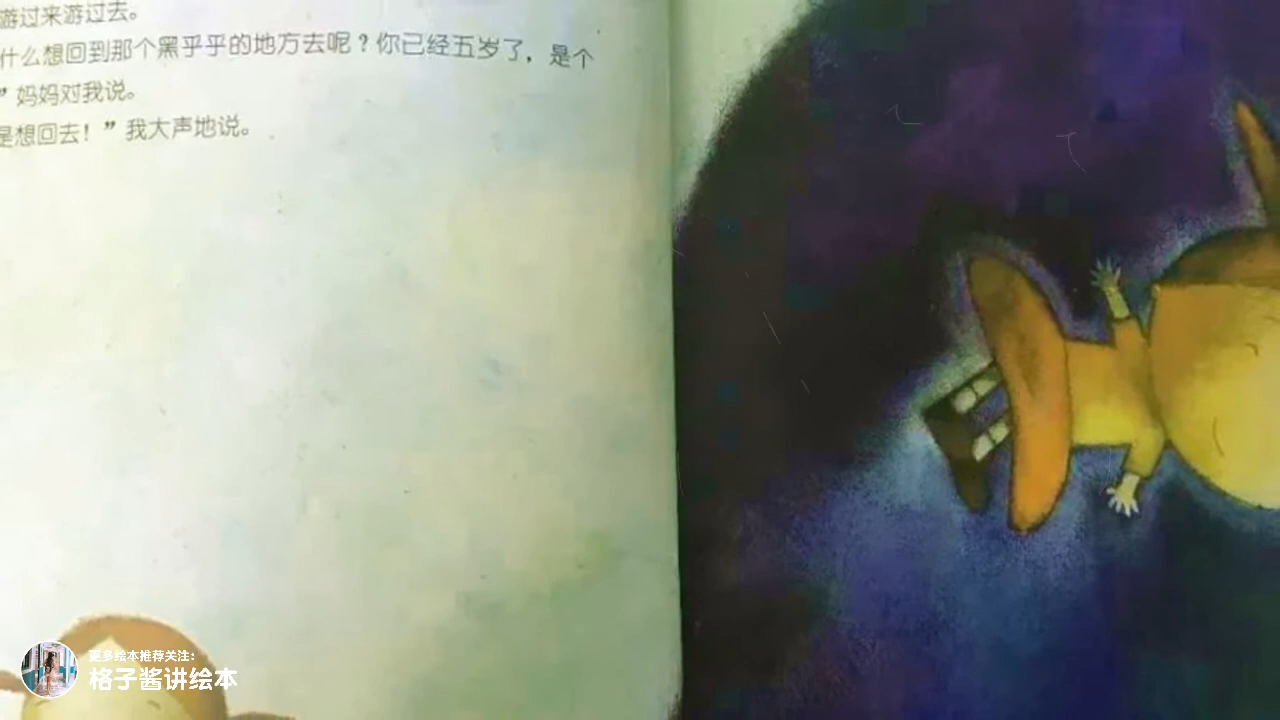 游过来游过去。
什么想回到那个黑乎乎的地方去呢？你已经五岁了，是个
”妈妈对我说。
是想回去！”我大声地说。
更多绘本推荐关注：
格子酱讲绘本